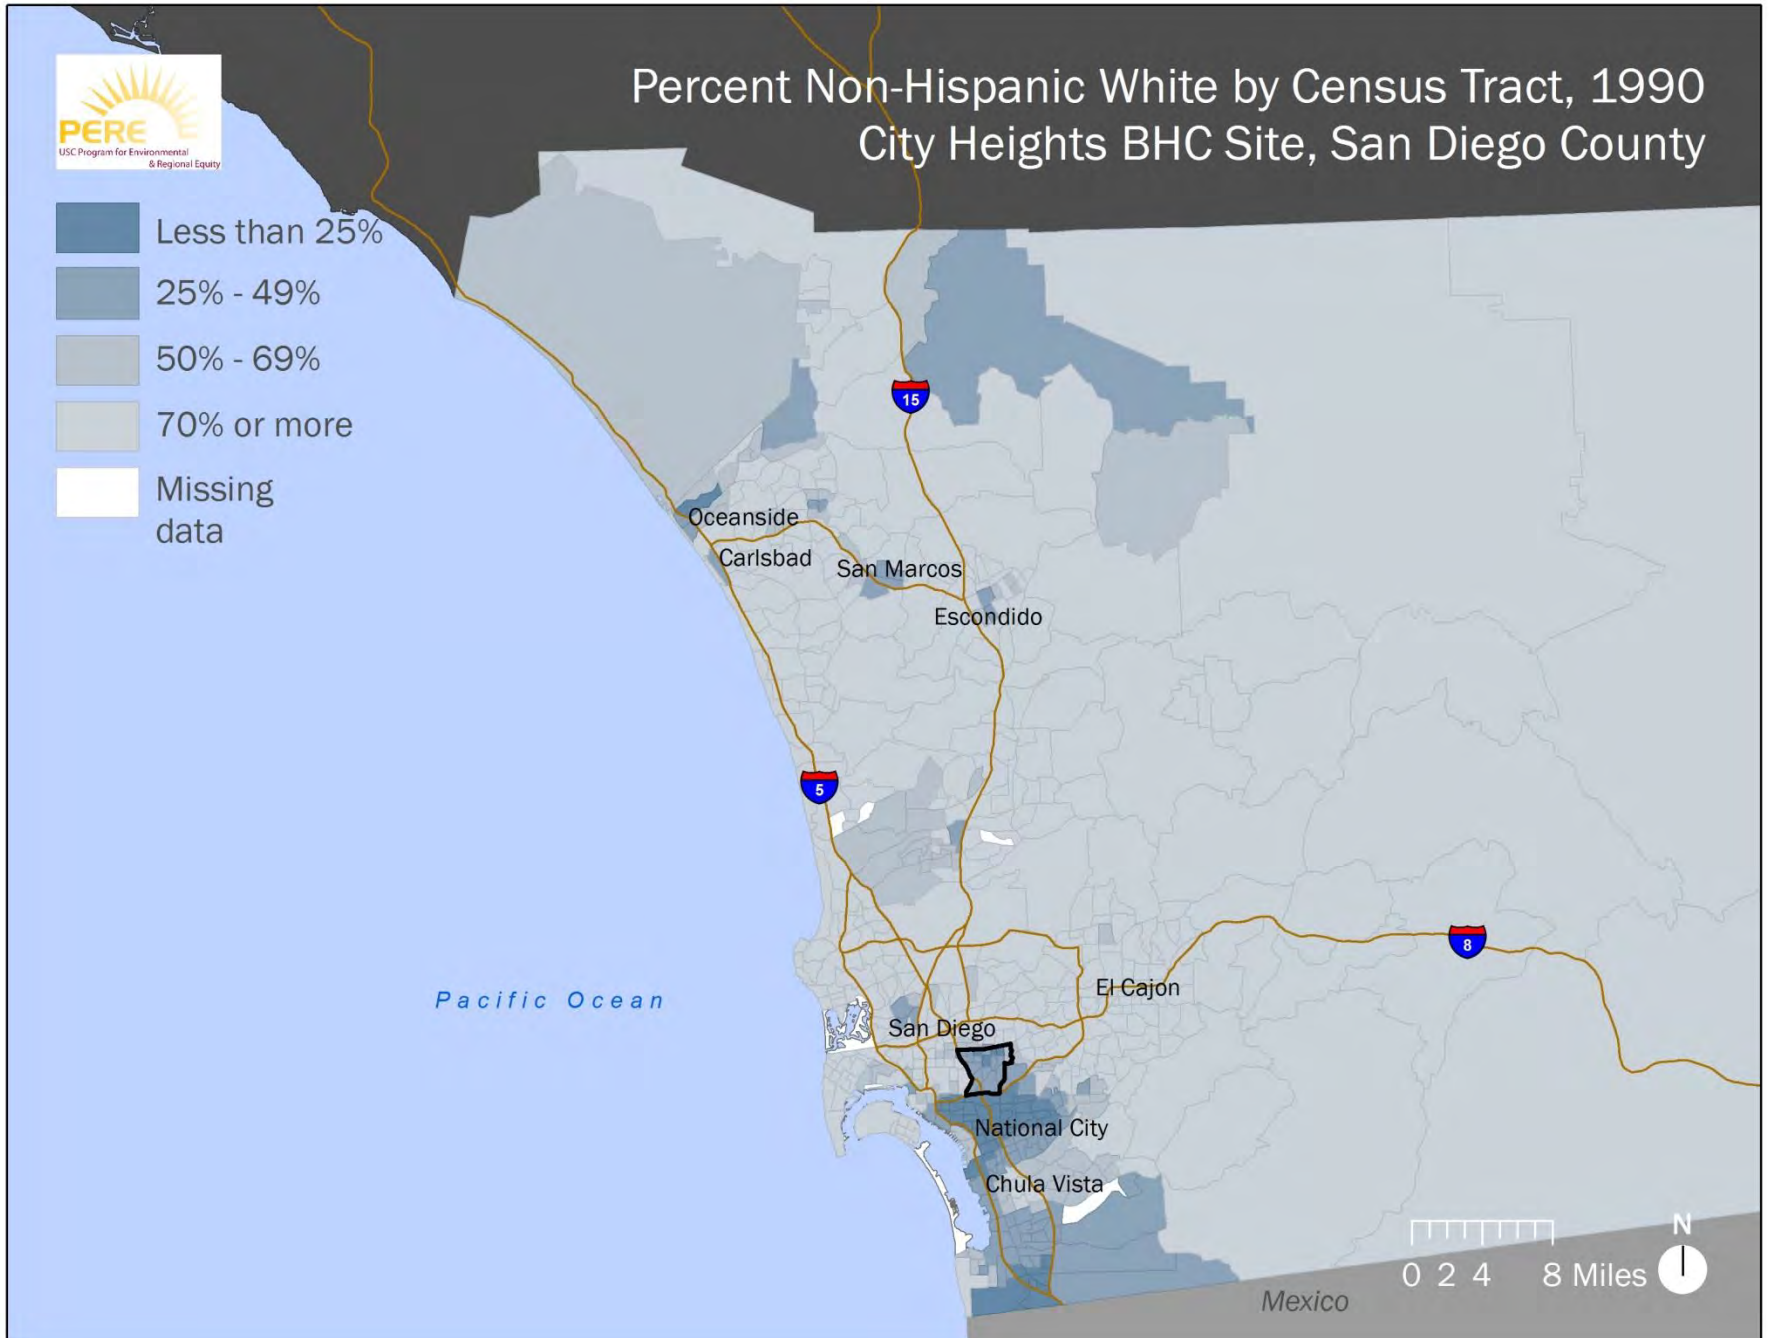 Percent Non-Hispanic White by Census Tract, 1990
City Heights BHC Site, San Diego County
PERE
USC Program for Environmental
& Regional Equity
Less than 25%
25% - 49%
50% - 69%
70% or more
Missing
data
15
Oceanside
Carlsbad
San Marcos
Escondido
5
8
El Cajon
Pacific Ocean
San Diego
National City
Chula Vista
N
0 2 4 8 Miles
Mexico